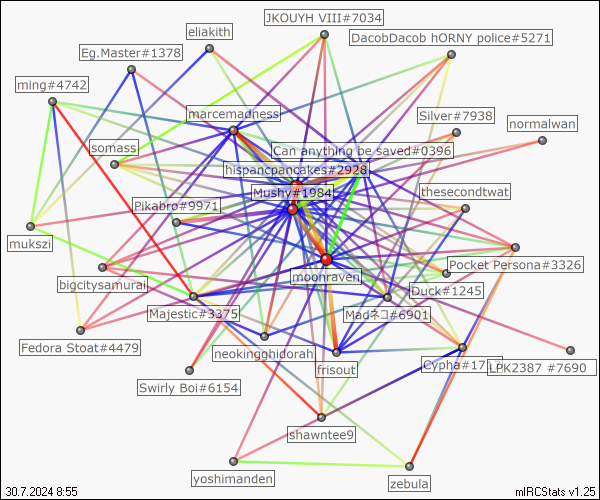 JKOUYH VIII#7034
eliakith
DacobDacob hORNY police#5271
Eg.Master#1378
ming#4742
marcemadness
Silver#7938
normalwan
somass
Can anything be saved#0396
hispancpancakes#2928
Mushy#1984
thesecondtwat
Pikabro#9971
mukszi
Pocket Persona#3326
moonraven
bigcitysamurai
Duck#1245
Majestic#3375
Madネコ#6901
Fedora Stoat#4479
neokingghidorah
frisout
Cypha#17
LPK2387 #7690
Swirly Boi#6154
shawntee9
yoshimanden
zebula
30.7.2024 8:55
mIRCStats v1.25